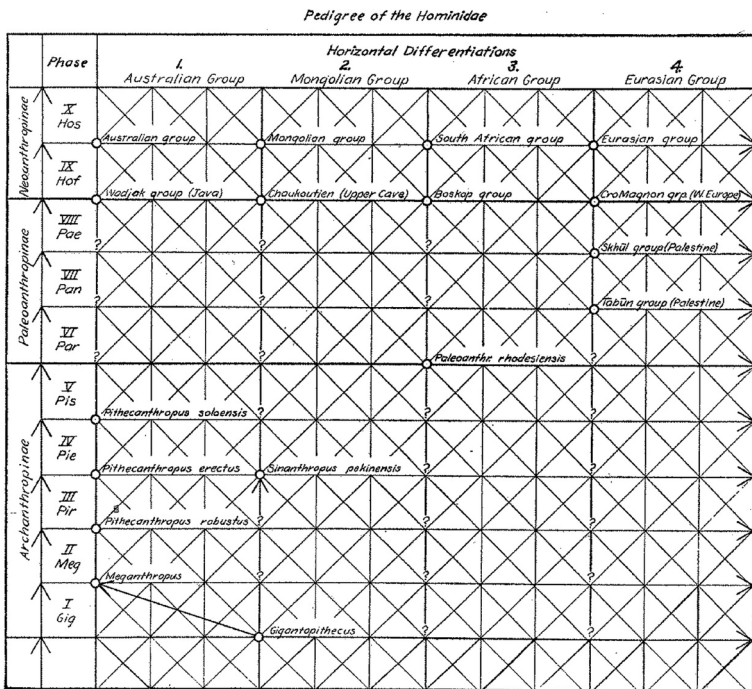 Pedigree of the Hominidae
Phase
Horizontal Differentiations
1. 2. 3. 4.
Australian Group Mongolian Group African Group Eurasian Group
Neoanthropinae
X
Hos
Australian group Mongolian group South African group Eurasian group
IX
Hof
Wadjak group (Java) Choukoutien (Upper Cave) Boskop group CroMagnon grp. (W. Europe)
Paleoanthropinae
VIII
Pae
? ? ? Skhūl group (Palestine)
VII
Pan
? ? ? Tabūn group (Palestine)
VI
Par
? ? Paleoanthr. rhodesiensis ?
Archanthropinae
V
Pis
Pithecanthropus soloensis ? ? ?
IV
Pie
Pithecanthropus erectus Sinanthropus pekinensis ? ?
III
Pir
s
Pithecanthropus robustus ? ? ?
II
Meg
Meganthropus ? ? ?
I
Gig
Gigantopithecus ? ?